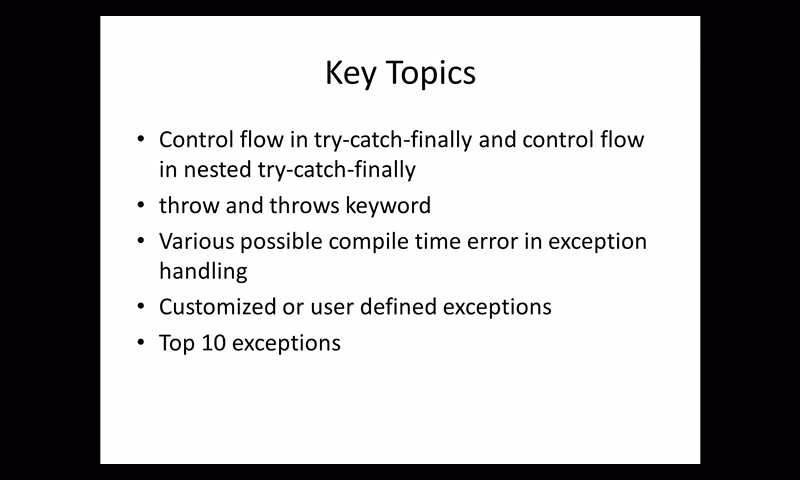 Key Topics
• Control flow in try-catch-finally and control flow
in nested try-catch-finally
• throw and throws keyword
• Various possible compile time error in exception
handling
• Customized or user defined exceptions
• Top 10 exceptions